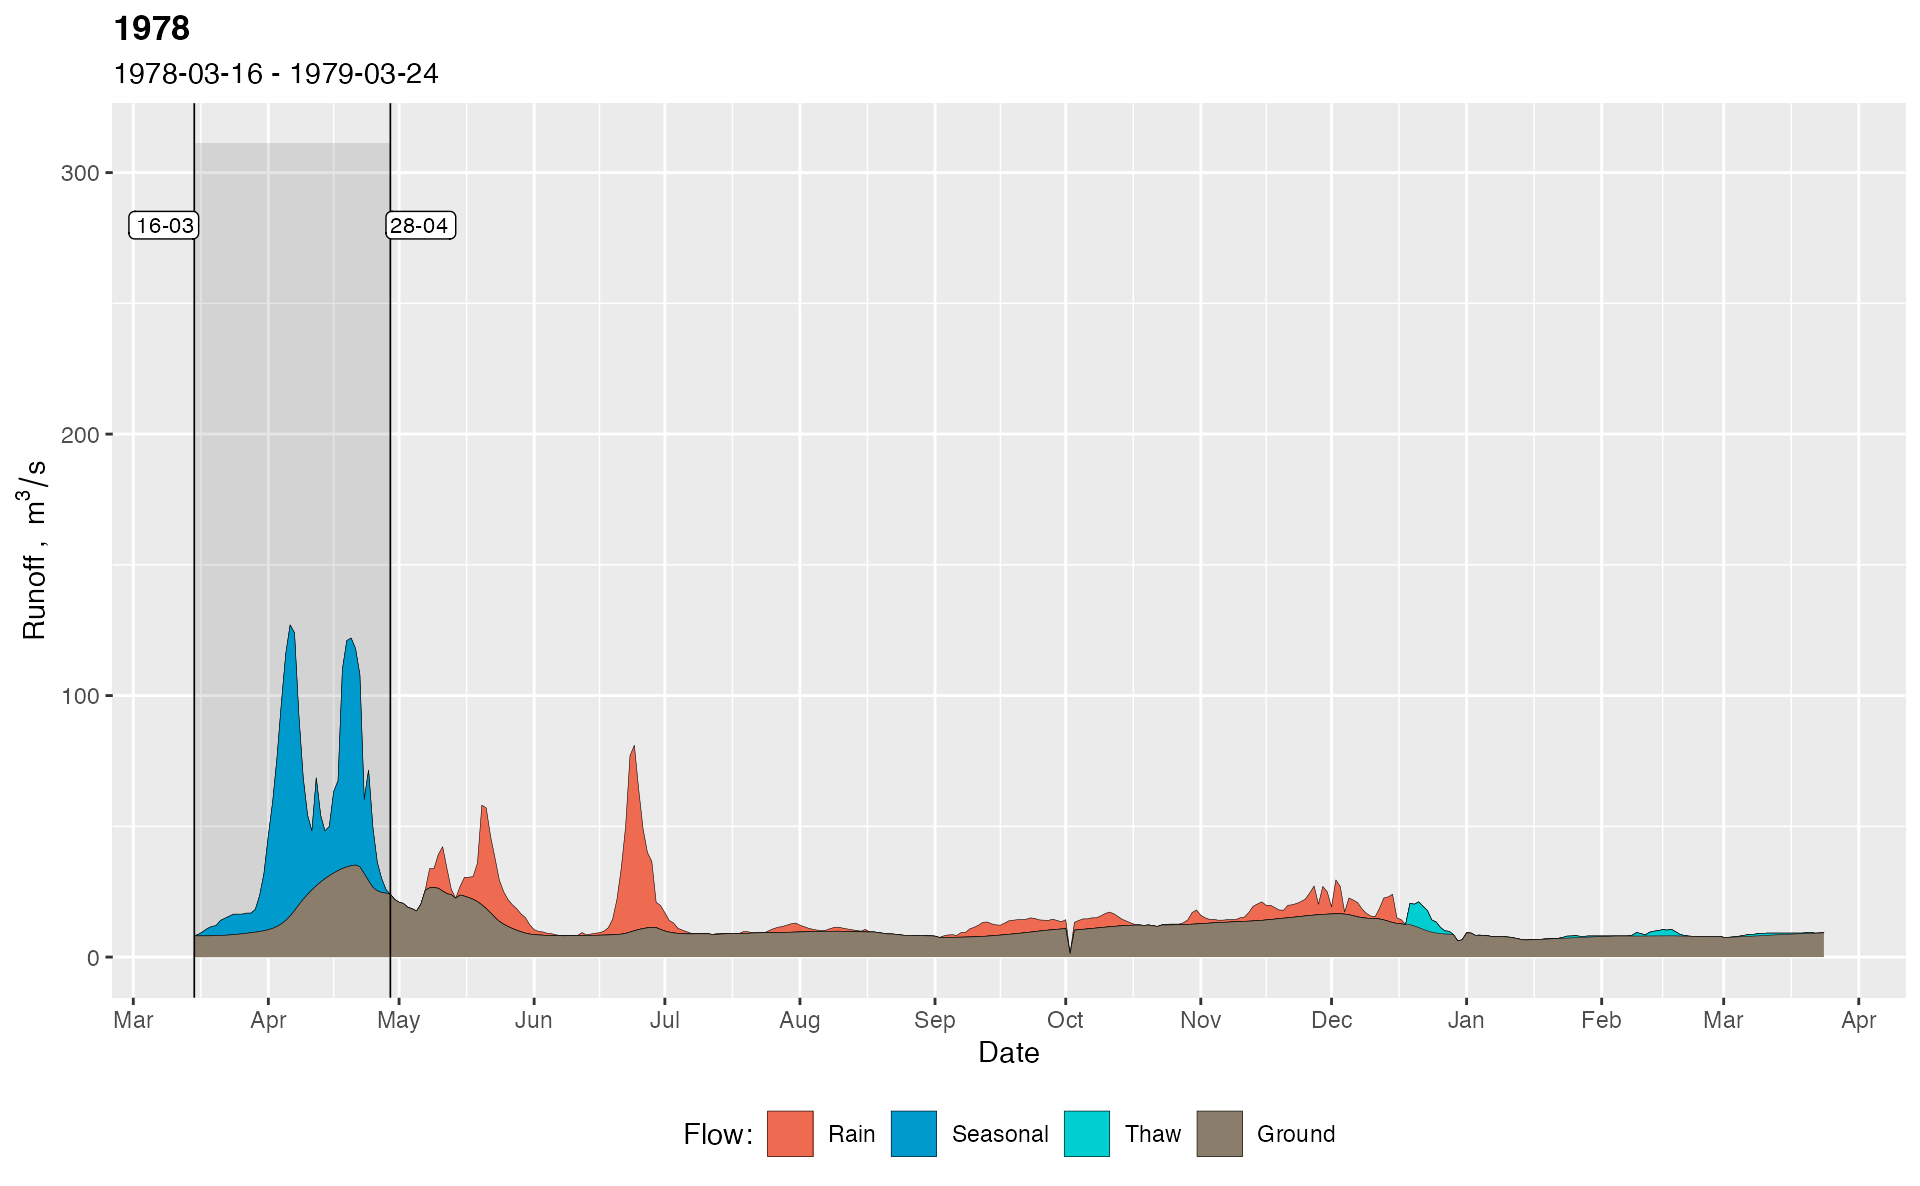 1978
1978-03-16 - 1979-03-24
300
16-03
28-04
200
100
0
Runoff ,  m³/s
Mar Apr May Jun Jul Aug Sep Oct Nov Dec Jan Feb Mar Apr
Date
Flow: Rain Seasonal Thaw Ground